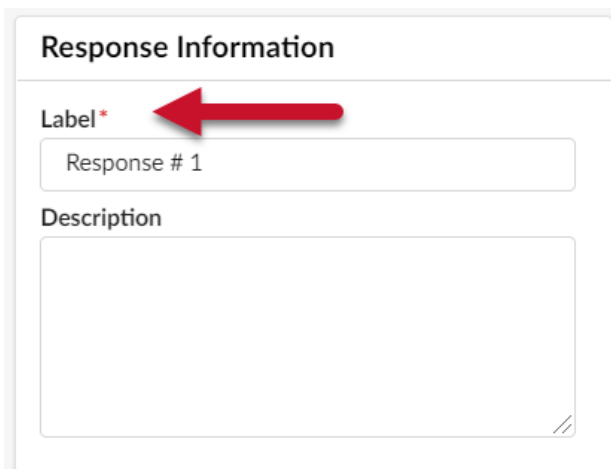 Response Information
Label*
Response # 1
Description